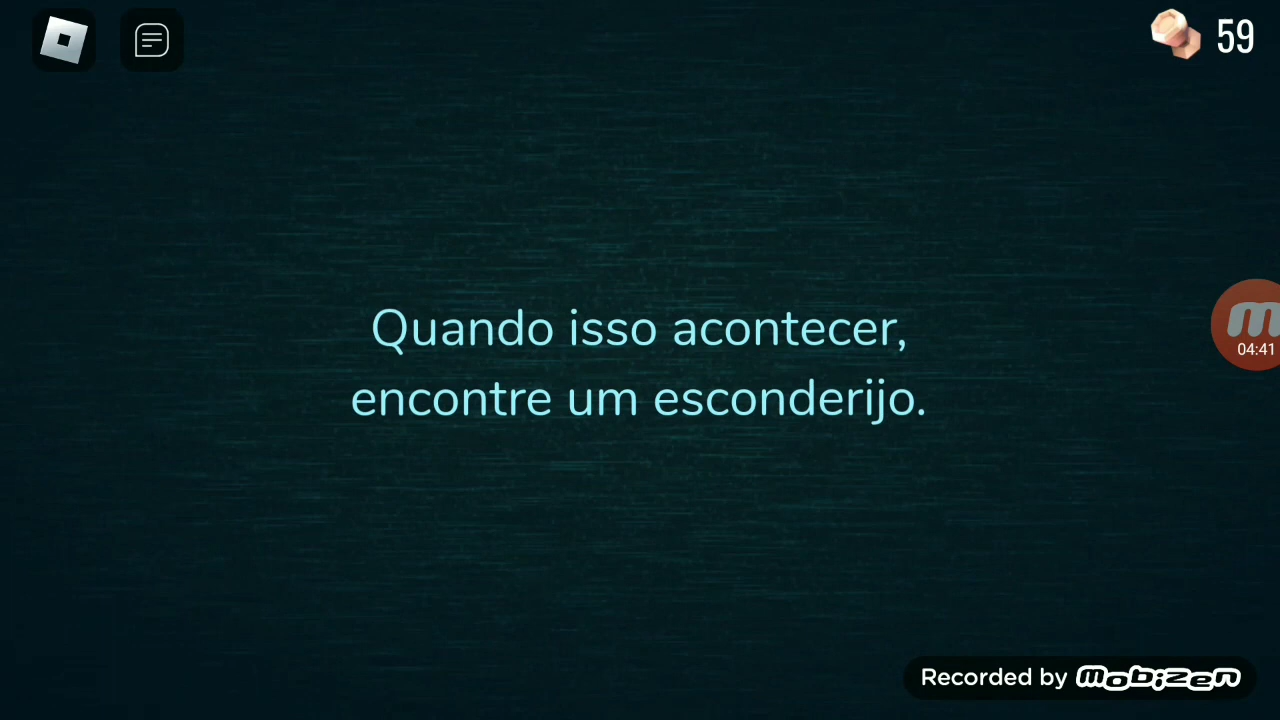 59
Quando isso acontecer,
encontre um esconderijo.
04:41
Recorded by mobizen